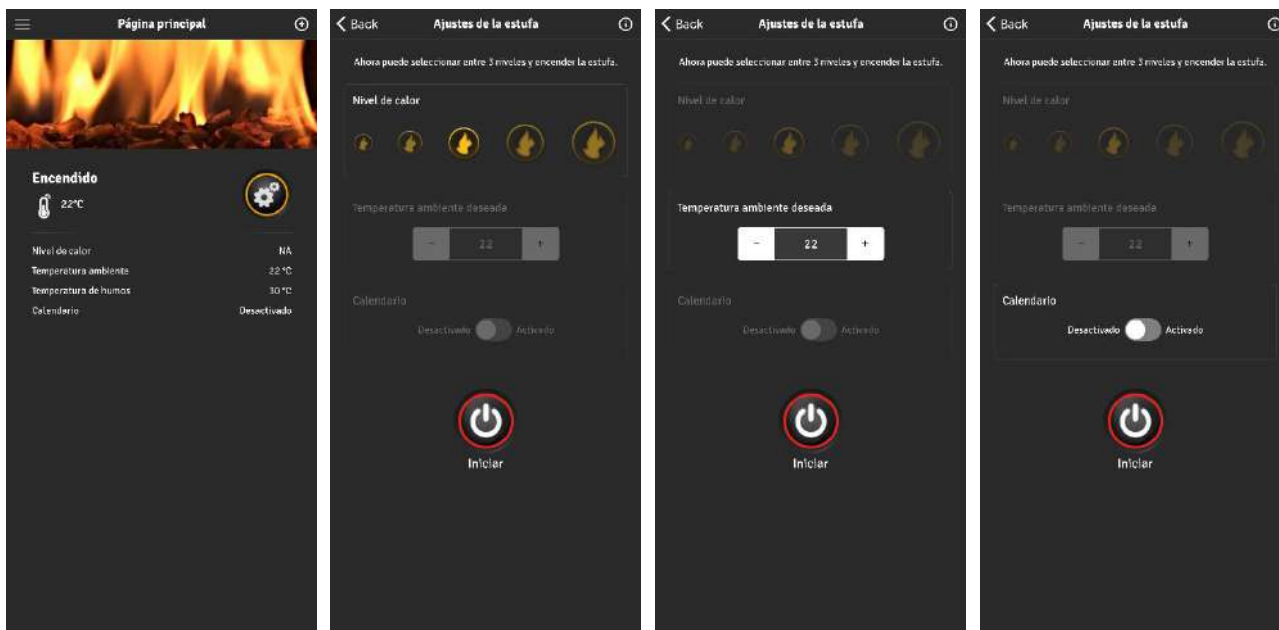 Página principal
Encendido
22°C
Nivel de calor NA
Temperatura ambiente 22 °C
Temperatura de humos 30 °C
Calendario Desactivado
Back Ajustes de la estufa
Ahora puede seleccionar entre 3 niveles y encender la estufa.
Nivel de calor
Temperatura ambiente deseada
- 22 +
Calendario
Desactivado Activado
Iniciar
Back Ajustes de la estufa
Ahora puede seleccionar entre 3 niveles y encender la estufa.
Nivel de calor
Temperatura ambiente deseada
- 22 +
Calendario
Desactivado Activado
Iniciar
Back Ajustes de la estufa
Ahora puede seleccionar entre 3 niveles y encender la estufa.
Nivel de calor
Temperatura ambiente deseada
- 22 +
Calendario
Desactivado Activado
Iniciar